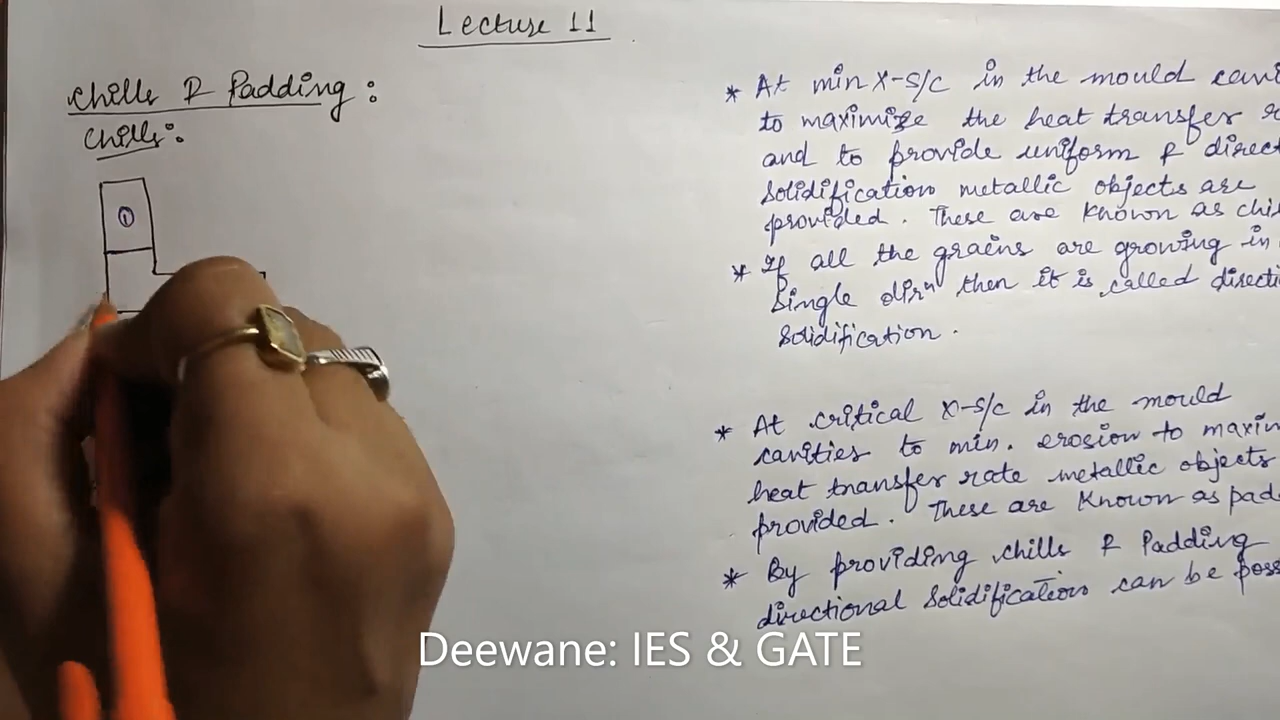 Lecture 11
Chills & Padding :
Chills:
1
* At min X-S/C in the mould
to maximize the heat transfer
and to provide uniform &
Solidification metallic objects are
provided. These are known as
* If all the grains are growing in
Single dirn then it is called
Solidification.
* At critical X-S/C in the mould
cavities to min. erosion to
heat transfer rate metallic objects
provided. These are Known as
* By providing chills & Padding
directional Solidification can be
Deewane: IES & GATE